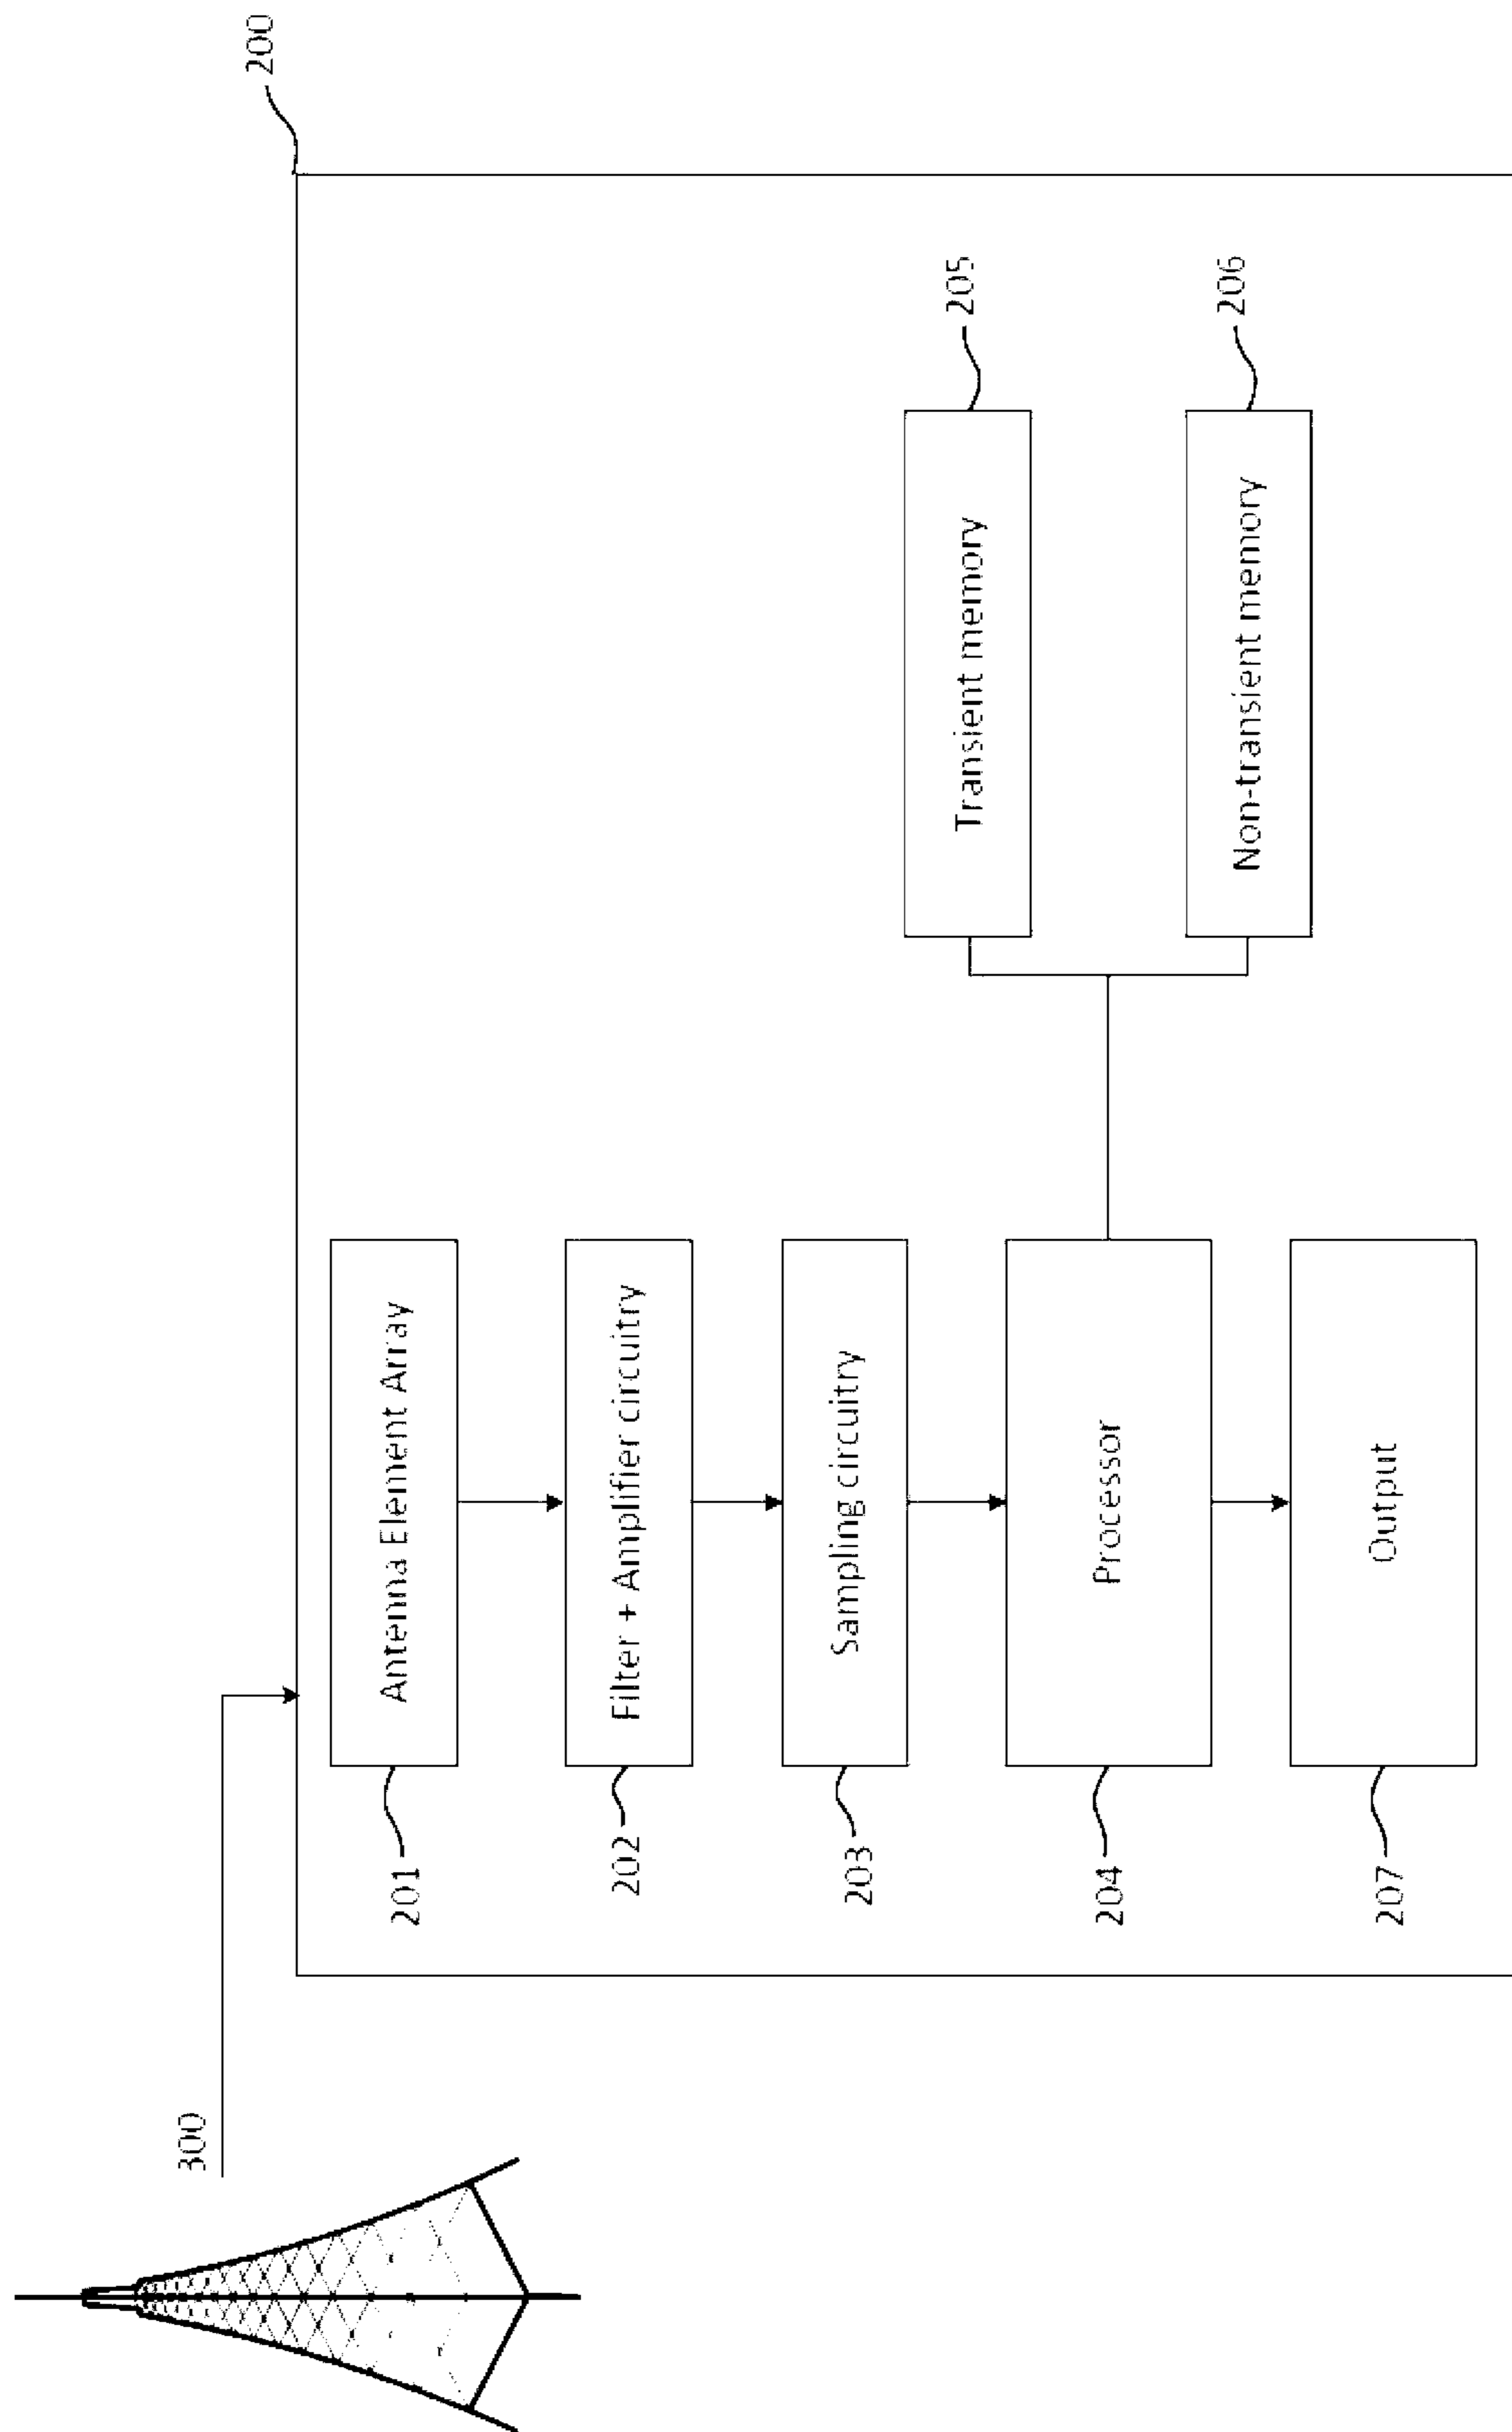 200
300
201
Antenna Element Array
202
Filter + Amplifier circuitry
203
Sampling circuitry
Transient memory
205
204
Processor
Non-transient memory
206
207
Output